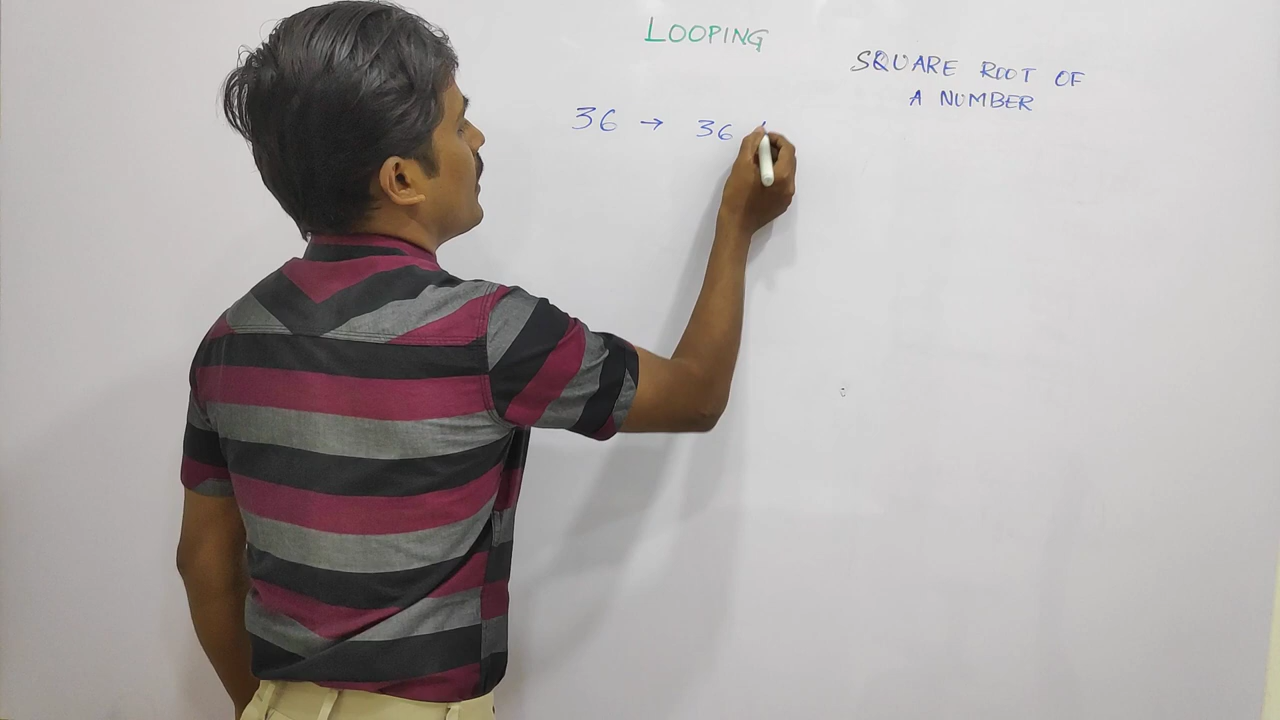 LOOPING
SQUARE ROOT OF
A NUMBER
36 → 36